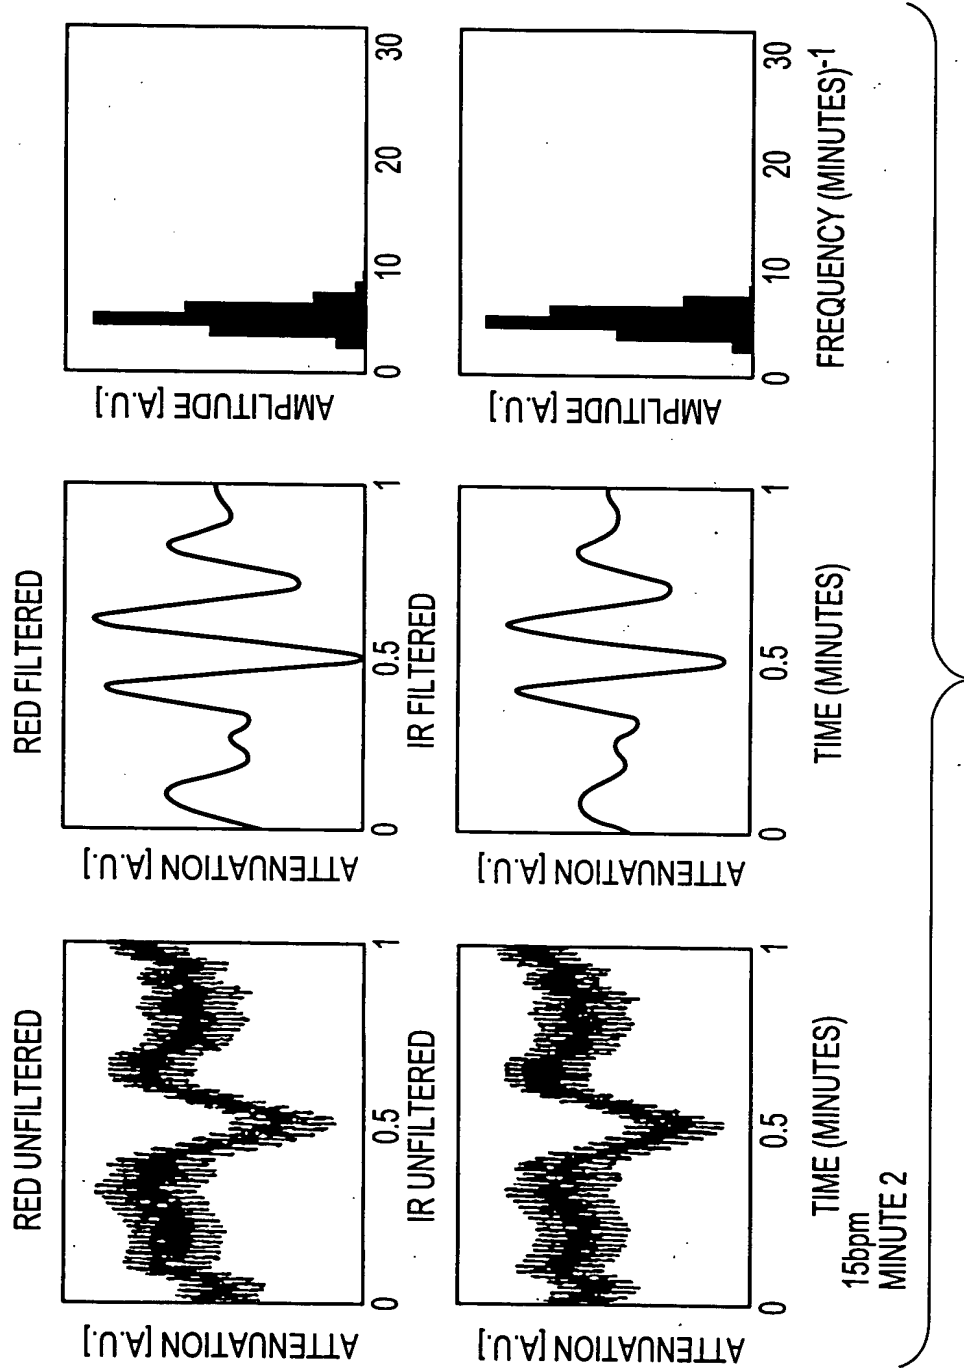 RED UNFILTERED
ATTENUATION [A.U.]
0
0.5
1
RED FILTERED
ATTENUATION [A.U.]
0
0.5
1
AMPLITUDE [A.U.]
0
10
20
30
IR UNFILTERED
ATTENUATION [A.U.]
0
0.5
1
TIME (MINUTES)
IR FILTERED
ATTENUATION [A.U.]
0
0.5
1
TIME (MINUTES)
AMPLITUDE [A.U.]
0
10
20
30
FREQUENCY (MINUTES)-1
15bpm
MINUTE 2